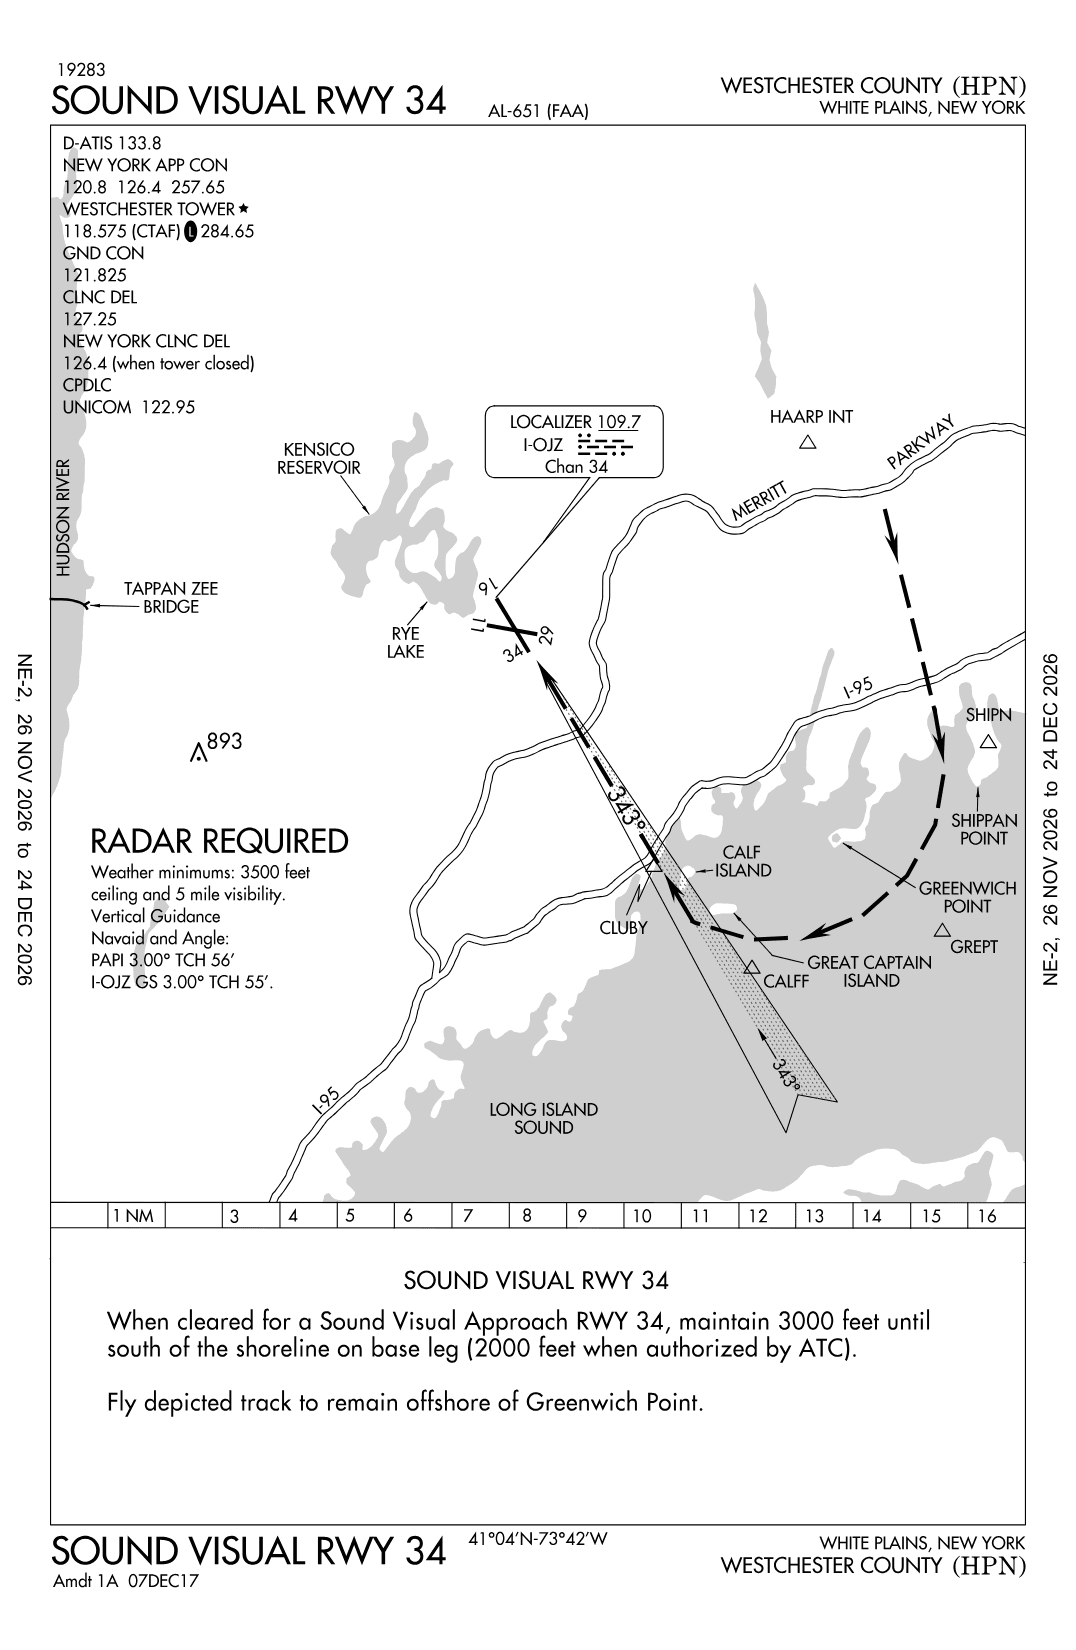 19283
SOUND VISUAL RWY 34
AL-651 (FAA)
WESTCHESTER COUNTY (HPN)
WHITE PLAINS, NEW YORK
D-ATIS 133.8
NEW YORK APP CON
120.8 126.4 257.65
WESTCHESTER TOWER★
118.575 (CTAF) L 284.65
GND CON
121.825
CLNC DEL
127.25
NEW YORK CLNC DEL
126.4 (when tower closed)
CPDLC
UNICOM 122.95
HUDSON RIVER
KENSICO
RESERVOIR
LOCALIZER 109.7
I-OJZ
Chan 34
HAARP INT
MERRITT
PARKWAY
TAPPAN ZEE
BRIDGE
RYE
LAKE
16
11
29
34
I-95
SHIPN
893
343°
SHIPPAN
POINT
RADAR REQUIRED
Weather minimums: 3500 feet
ceiling and 5 mile visibility.
Vertical Guidance
Navaid and Angle:
PAPI 3.00° TCH 56’
I-OJZ GS 3.00° TCH 55’.
CALF
ISLAND
GREENWICH
POINT
CLUBY
GREPT
GREAT CAPTAIN
ISLAND
CALFF
343°
I-95
LONG ISLAND
SOUND
NE-2, 26 NOV 2026 to 24 DEC 2026
NE-2, 26 NOV 2026 to 24 DEC 2026
1 NM 3 4 5 6 7 8 9 10 11 12 13 14 15 16
SOUND VISUAL RWY 34
When cleared for a Sound Visual Approach RWY 34, maintain 3000 feet until
south of the shoreline on base leg (2000 feet when authorized by ATC).
Fly depicted track to remain offshore of Greenwich Point.
SOUND VISUAL RWY 34
Amdt 1A 07DEC17
41°04’N-73°42’W
WHITE PLAINS, NEW YORK
WESTCHESTER COUNTY (HPN)